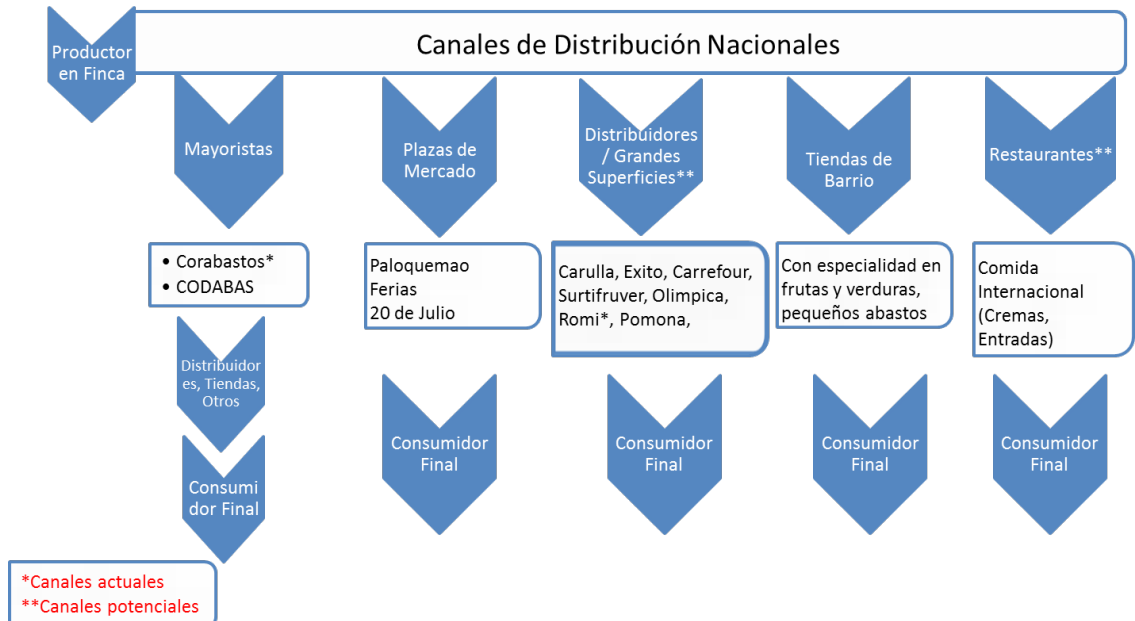 Productor
en Finca
Canales de Distribución Nacionales
Mayoristas
• Corabastos*
• CODABAS
Distribuidor
es, Tiendas,
Otros
Consumi
dor Final
Plazas de
Mercado
Paloquemao
Ferias
20 de Julio
Consumidor
Final
Distribuidores
/ Grandes
Superficies**
Carulla, Exito, Carrefour,
Surtifruver, Olimpica,
Romi*, Pomona,
Consumidor
Final
Tiendas de
Barrio
Con especialidad en
frutas y verduras,
pequeños abastos
Consumidor
Final
Restaurantes**
Comida
Internacional
(Cremas,
Entradas)
Consumidor
Final
*Canales actuales
**Canales potenciales